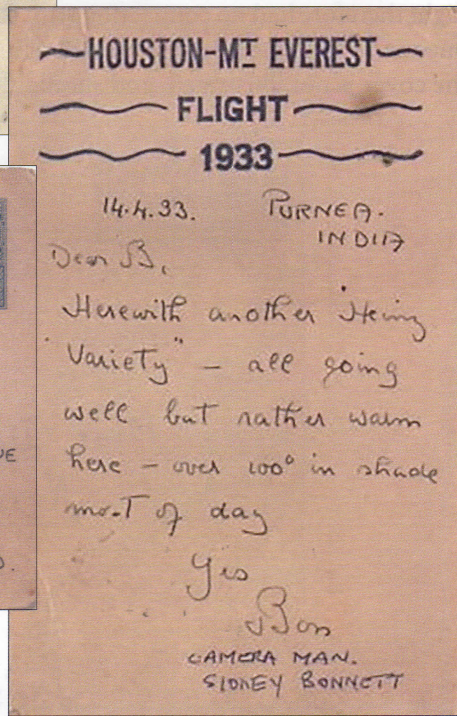 HOUSTON-MT EVEREST
FLIGHT
1933
14.4.33. PURNEA.
INDIA
Dear B,
Herewith another "Heinz
Variety" – all going
well but rather warm
here – over 100° in shade
most of day
Yrs
Bon
CAMERA MAN.
SIDNEY BONNETT